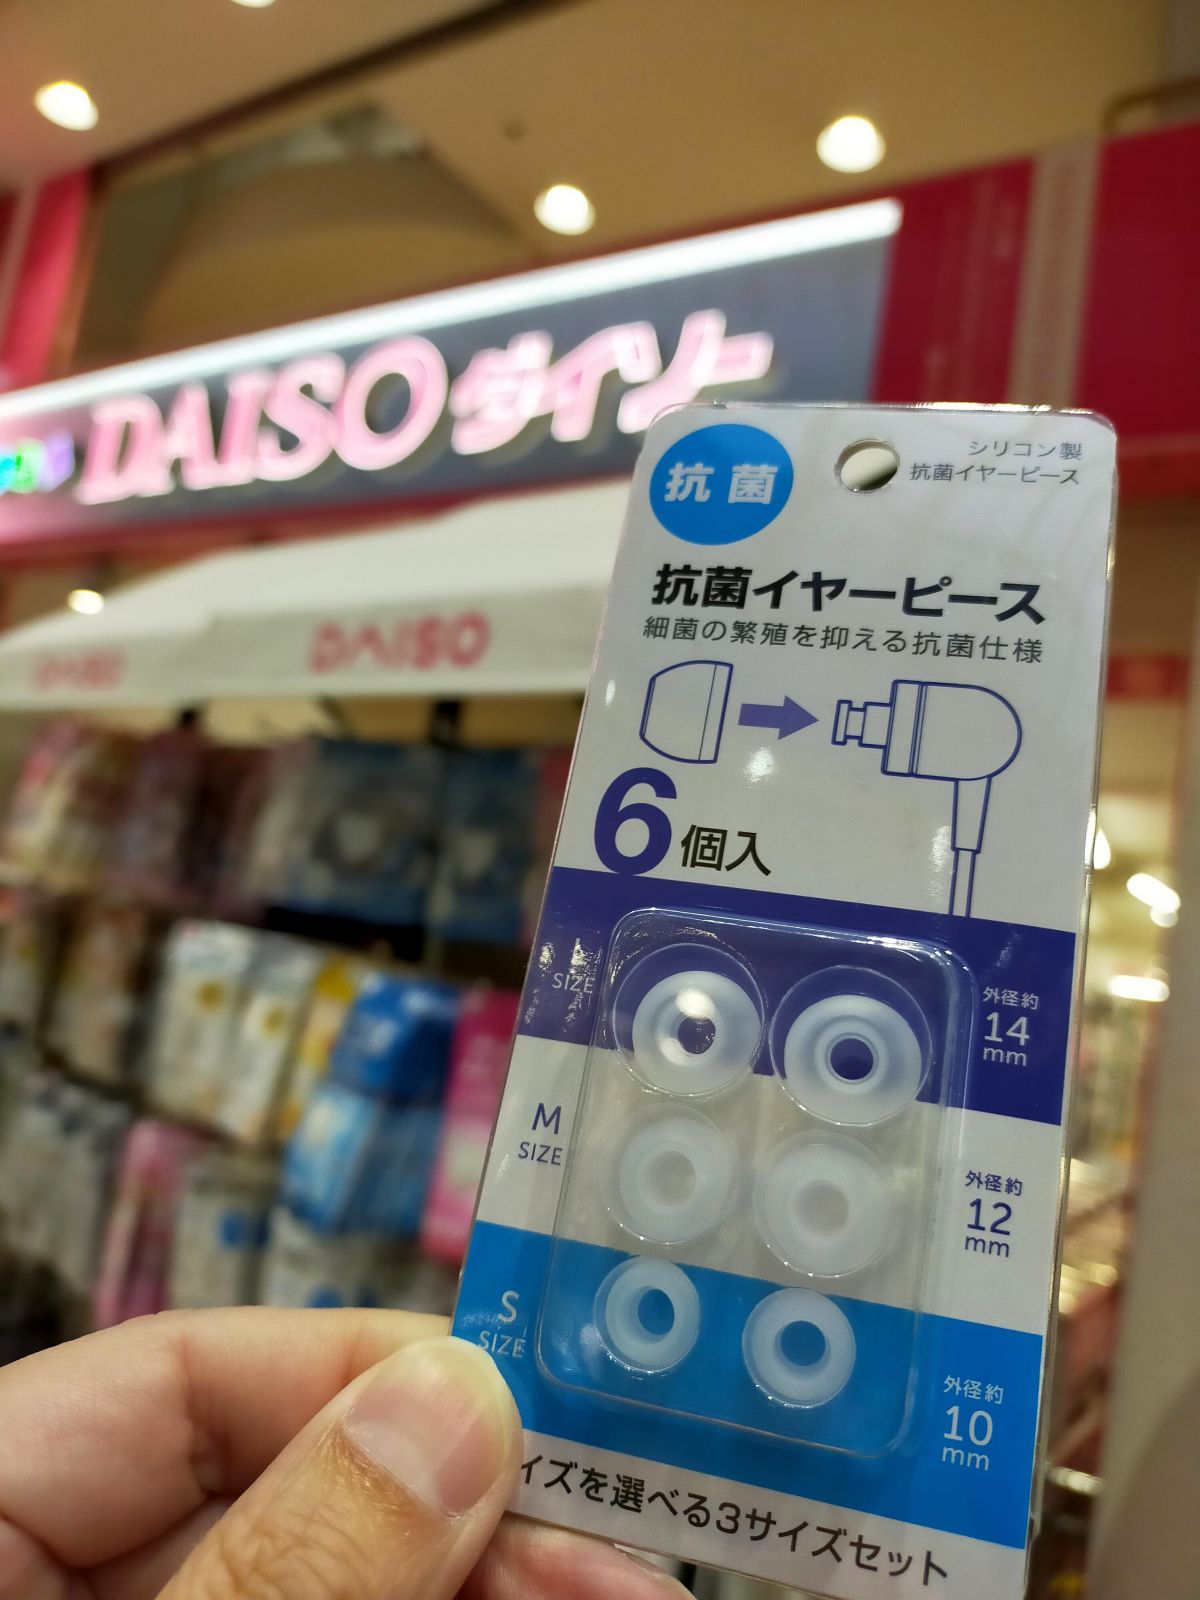 DAISO ダイソー
DAISO
DAISO
シリコン製
抗菌イヤーピース
抗菌
抗菌イヤーピース
細菌の繁殖を抑える抗菌仕様
6個入
L
SIZE
外径約
14
mm
M
SIZE
外径約
12
mm
S
SIZE
外径約
10
mm
イズを選べる3サイズセット